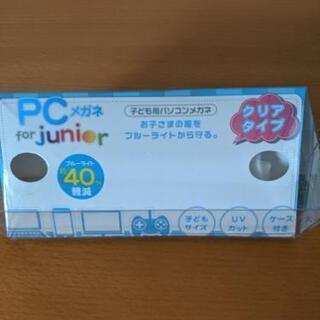 PCメガネ
for junior
子ども用パソコンメガネ
お子さまの瞳を
ブルーライトから守る。
クリア
タイプ
ブルーライト
約40%
軽減
子ども
サイズ
UV
カット
ケース
付き